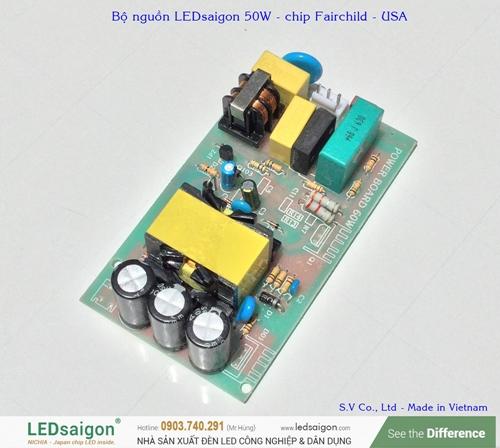 Bộ nguồn LEDsaigon 50W - chip Fairchild - USA
POWER BOARD 60W
C2
D1
S.V Co., Ltd - Made in Vietnam
LEDsaigon®
NICHIA - Japan chip LED inside.
Hotline: 0903.740.291 (Mr Hùng) www.ledsaigon.com
NHÀ SẢN XUẤT ĐÈN LED CÔNG NGHIỆP & DÂN DỤNG
See the Difference